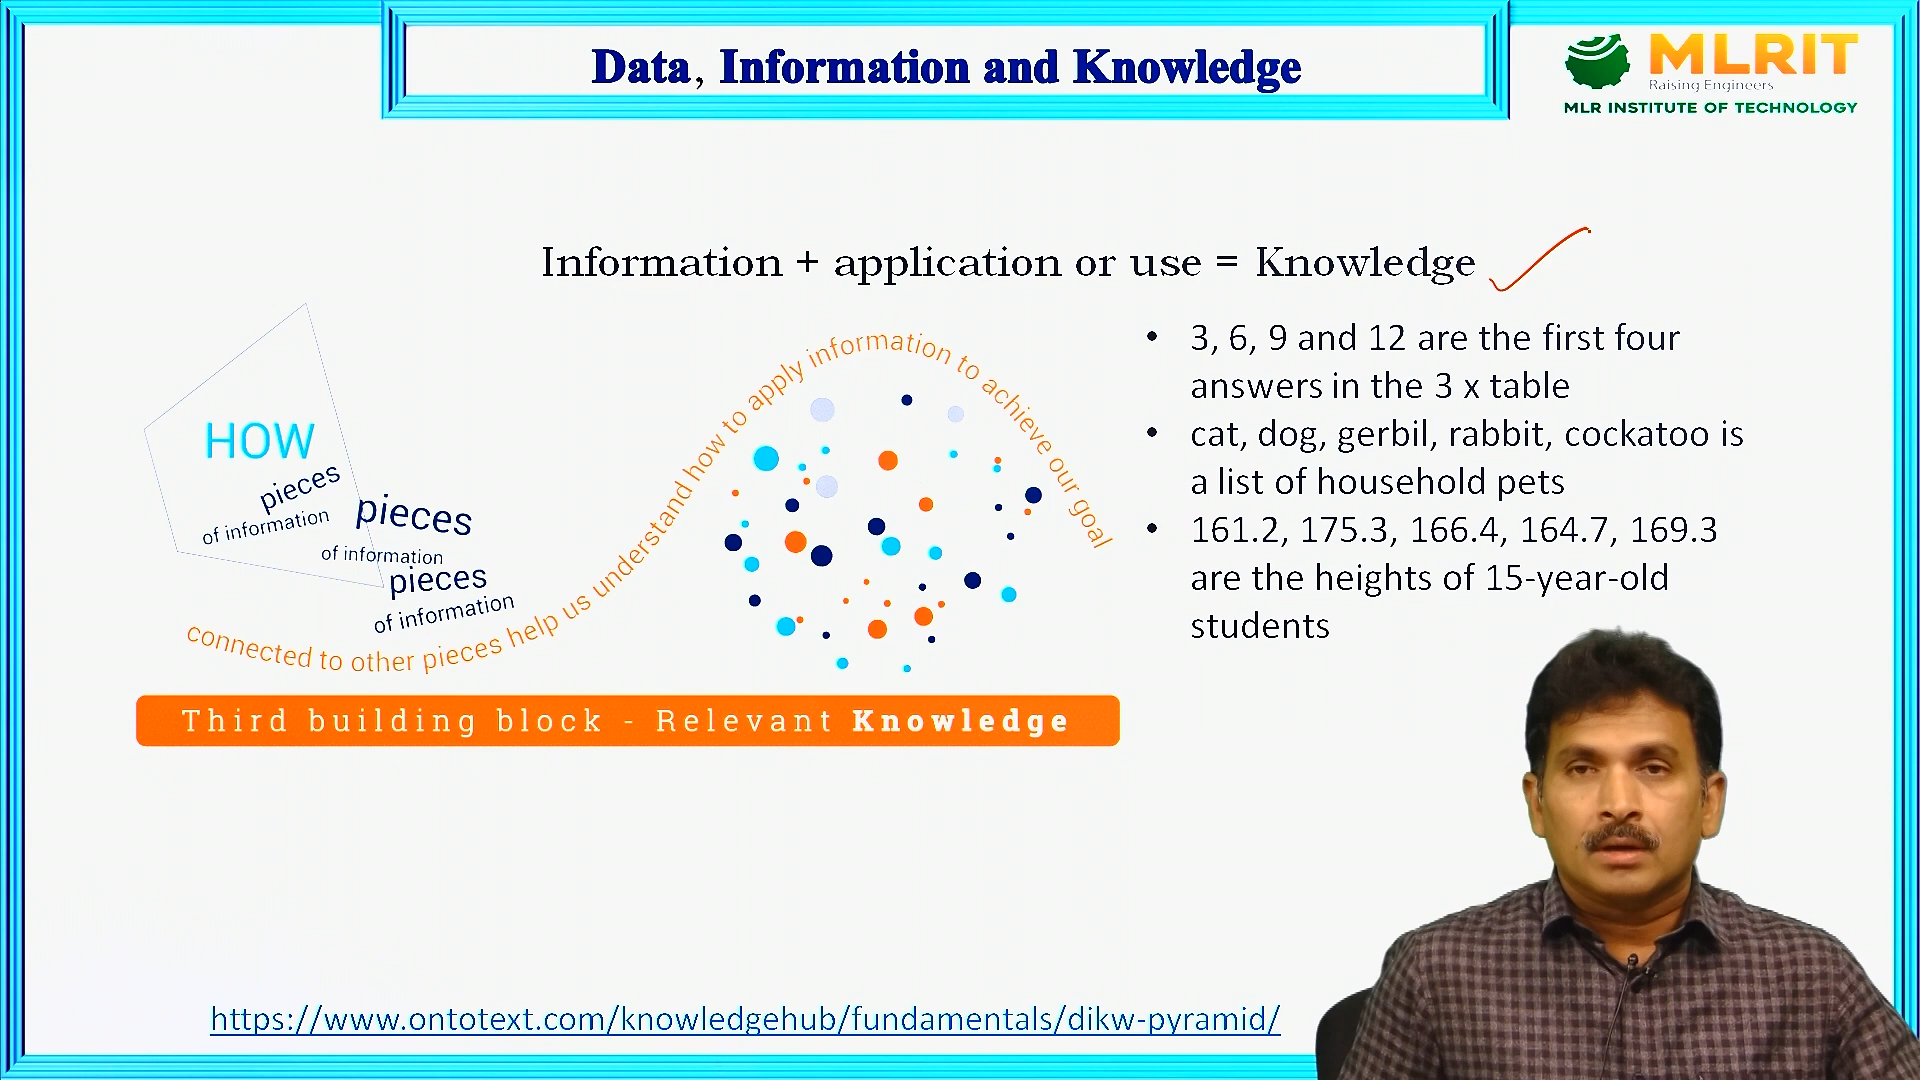 Data, Information and Knowledge
MLRIT
Raising Engineers
MLR INSTITUTE OF TECHNOLOGY
Information + application or use = Knowledge
HOW
pieces
of information
pieces
of information
pieces
of information
connected to other pieces help us understand how to apply information to achieve our goal
Third building block - Relevant Knowledge
• 3, 6, 9 and 12 are the first four
answers in the 3 x table
• cat, dog, gerbil, rabbit, cockatoo is
a list of household pets
• 161.2, 175.3, 166.4, 164.7, 169.3
are the heights of 15-year-old
students
https://www.ontotext.com/knowledgehub/fundamentals/dikw-pyramid/